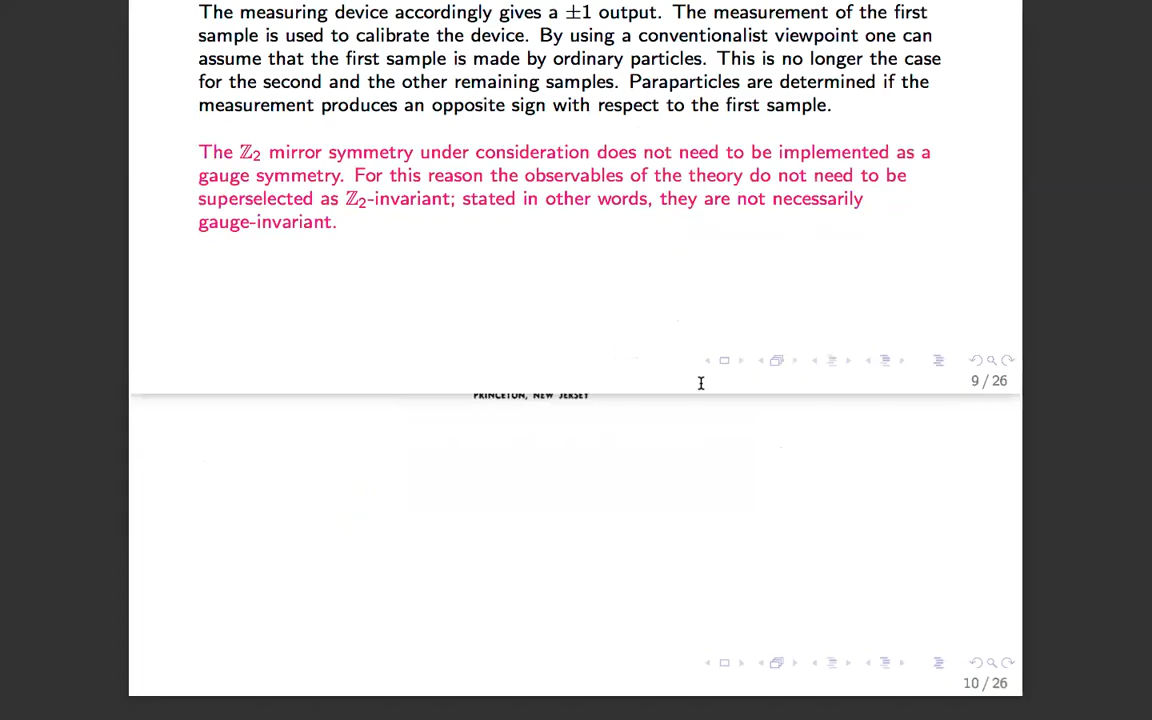 The measuring device accordingly gives a ±1 output. The measurement of the first
sample is used to calibrate the device. By using a conventionalist viewpoint one can
assume that the first sample is made by ordinary particles. This is no longer the case
for the second and the other remaining samples. Paraparticles are determined if the
measurement produces an opposite sign with respect to the first sample.
The ℤ₂ mirror symmetry under consideration does not need to be implemented as a
gauge symmetry. For this reason the observables of the theory do not need to be
superselected as ℤ₂-invariant; stated in other words, they are not necessarily
gauge-invariant.
9 / 26
PRINCETON, NEW JERSEY
10 / 26